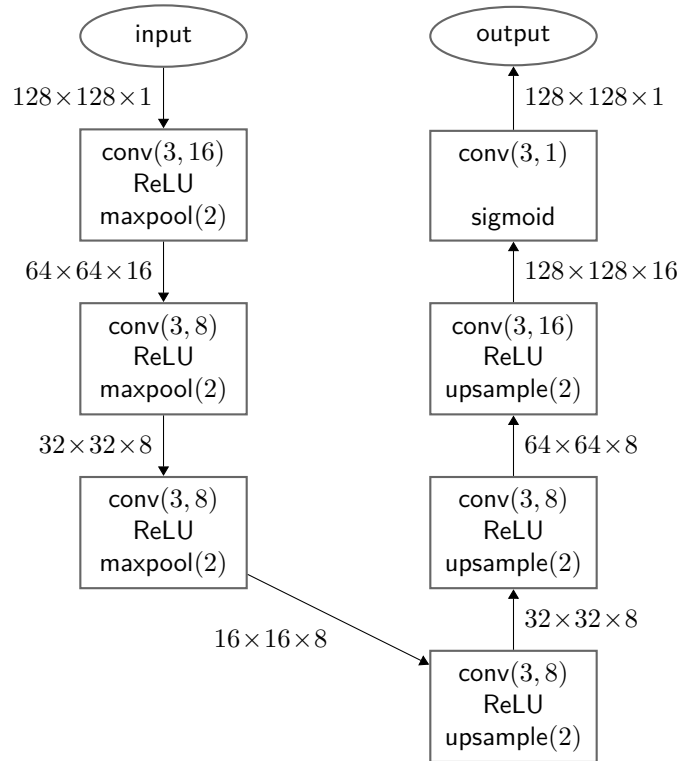 input
128×128×1
conv(3, 16)
ReLU
maxpool(2)
64×64×16
conv(3, 8)
ReLU
maxpool(2)
32×32×8
conv(3, 8)
ReLU
maxpool(2)
16×16×8
conv(3, 8)
ReLU
upsample(2)
32×32×8
conv(3, 8)
ReLU
upsample(2)
64×64×8
conv(3, 16)
ReLU
upsample(2)
128×128×16
conv(3, 1)
sigmoid
128×128×1
output